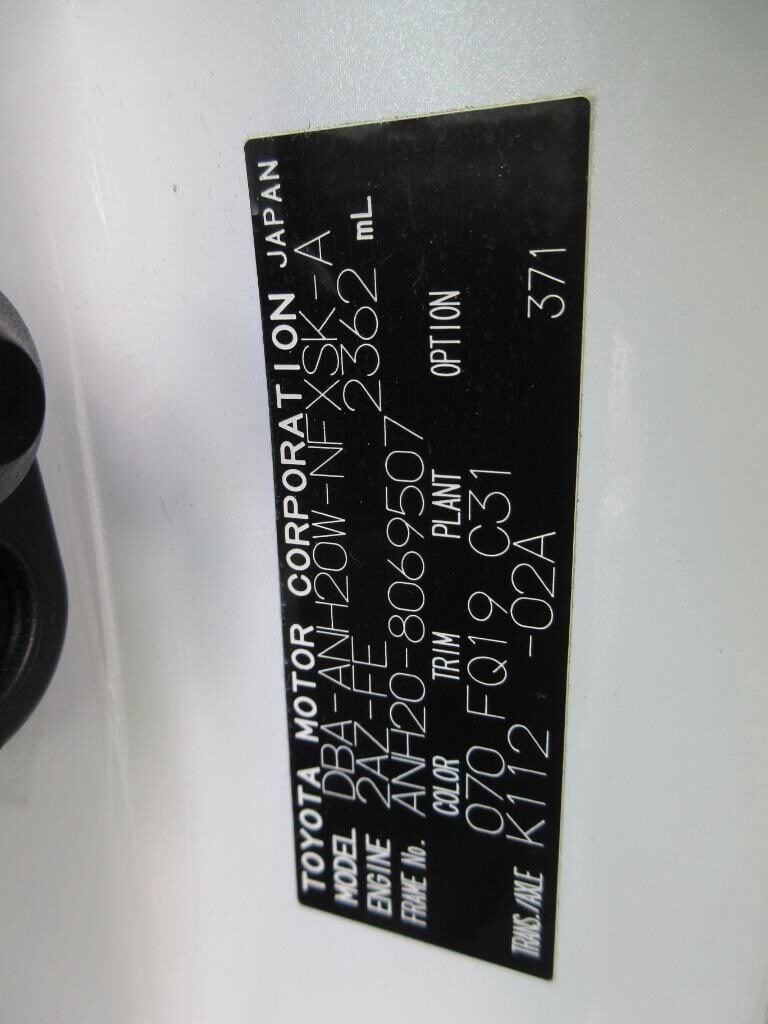 TOYOTA MOTOR CORPORATION JAPAN
MODEL DBA-ANH20W-NFXSK-A
ENGINE 2AZ-FE 2362 mL
FRAME No. ANH20-8069507
COLOR TRIM PLANT OPTION
070 FQ19 C31
TRANS./AXLE K112 -02A 371